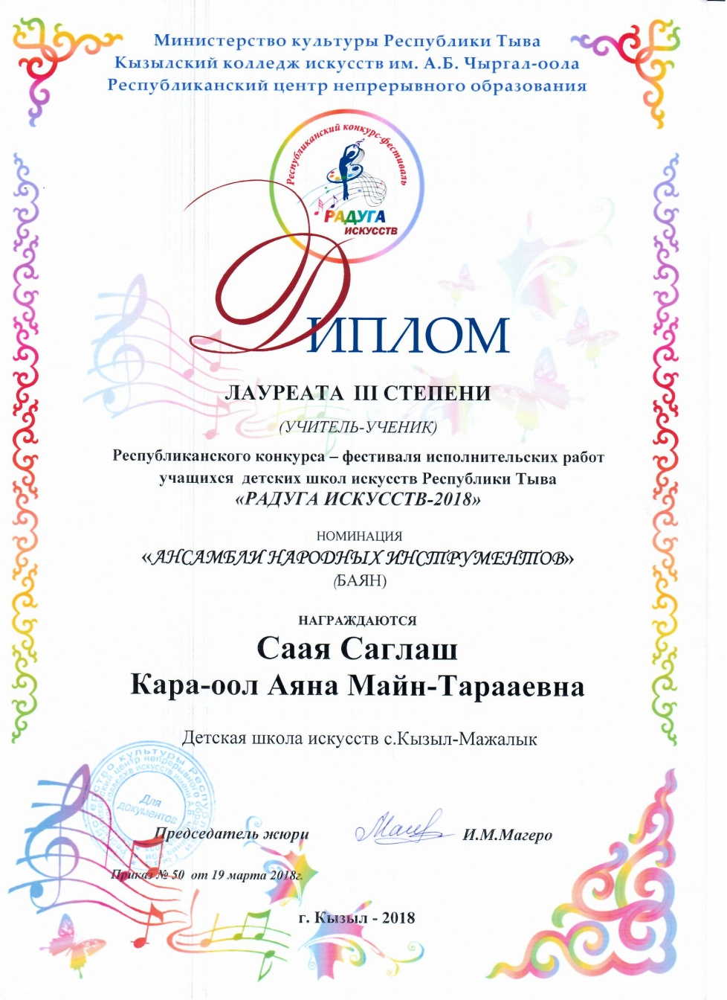 Министерство культуры Республики Тыва
Кызылский колледж искусств им. А.Б. Чыргал-оола
Республиканский центр непрерывного образования
Республиканский конкурс-фестиваль
РАДУГА
ИСКУССТВ
ДИПЛОМ
ЛАУРЕАТА III СТЕПЕНИ
(УЧИТЕЛЬ-УЧЕНИК)
Республиканского конкурса – фестиваля исполнительских работ
учащихся детских школ искусств Республики Тыва
«РАДУГА ИСКУССТВ-2018»
НОМИНАЦИЯ
«АНСАМБЛИ НАРОДНЫХ ИНСТРУМЕНТОВ»
(БАЯН)
НАГРАЖДАЮТСЯ
Саая Саглаш
Кара-оол Аяна Майн-Тарааевна
Детская школа искусств с.Кызыл-Мажалык
Для
документов
Председатель жюри И.М.Магеро
Приказ № 50 от 19 марта 2018г.
г. Кызыл - 2018